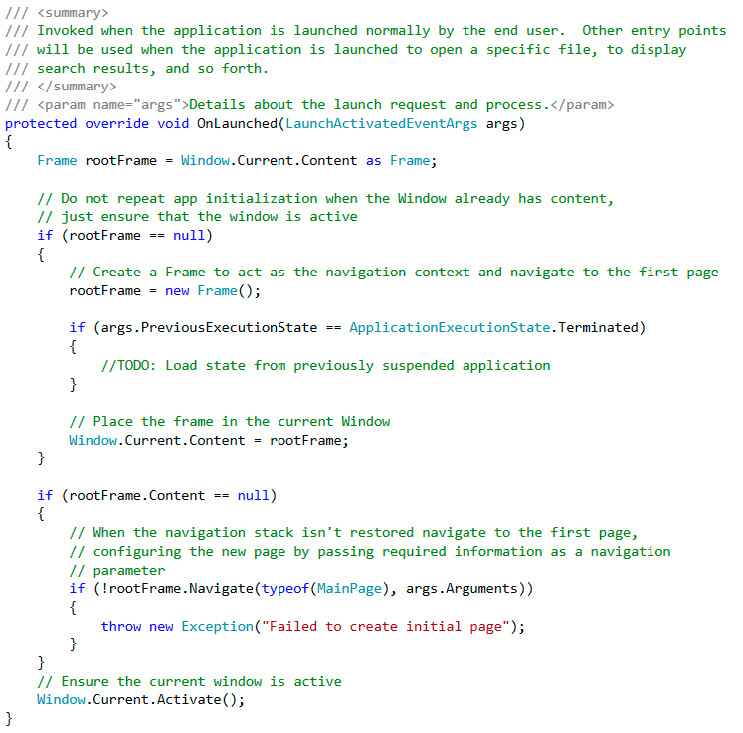 /// <summary>
/// Invoked when the application is launched normally by the end user.  Other entry points
/// will be used when the application is launched to open a specific file, to display
/// search results, and so forth.
/// </summary>
/// <param name="args">Details about the launch request and process.</param>
protected override void OnLaunched(LaunchActivatedEventArgs args)
{
    Frame rootFrame = Window.Current.Content as Frame;

    // Do not repeat app initialization when the Window already has content,
    // just ensure that the window is active
    if (rootFrame == null)
    {
        // Create a Frame to act as the navigation context and navigate to the first page
        rootFrame = new Frame();

        if (args.PreviousExecutionState == ApplicationExecutionState.Terminated)
        {
            //TODO: Load state from previously suspended application
        }

        // Place the frame in the current Window
        Window.Current.Content = rootFrame;
    }

    if (rootFrame.Content == null)
    {
        // When the navigation stack isn't restored navigate to the first page,
        // configuring the new page by passing required information as a navigation
        // parameter
        if (!rootFrame.Navigate(typeof(MainPage), args.Arguments))
        {
            throw new Exception("Failed to create initial page");
        }
    }
    // Ensure the current window is active
    Window.Current.Activate();
}